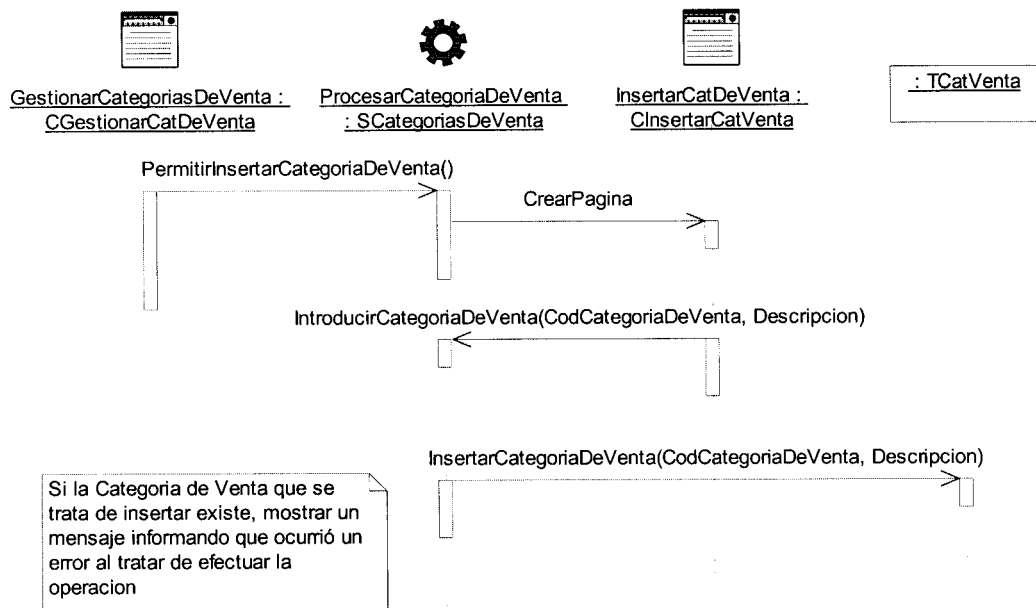 GestionarCategoriasDeVenta :
CGestionarCatDeVenta
ProcesarCategoriaDeVenta
: SCategoriasDeVenta
InsertarCatDeVenta :
CInsertarCatVenta
: TCatVenta
PermitirInsertarCategoriaDeVenta()
CrearPagina
IntroducirCategoriaDeVenta(CodCategoriaDeVenta, Descripcion)
InsertarCategoriaDeVenta(CodCategoriaDeVenta, Descripcion)
Si la Categoria de Venta que se
trata de insertar existe, mostrar un
mensaje informando que ocurrió un
error al tratar de efectuar la
operacion